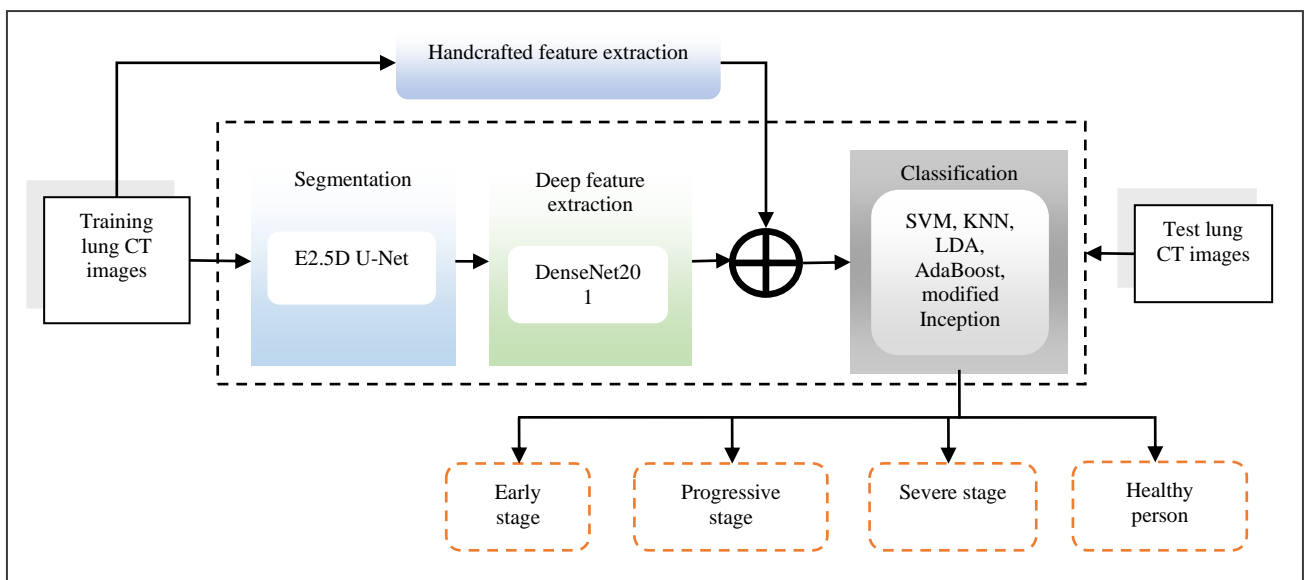 Handcrafted feature extraction
Training
lung CT
images
Segmentation
E2.5D U-Net
Deep feature
extraction
DenseNet20
1
Classification
SVM, KNN,
LDA,
AdaBoost,
modified
Inception
Test lung
CT images
Early
stage
Progressive
stage
Severe stage
Healthy
person